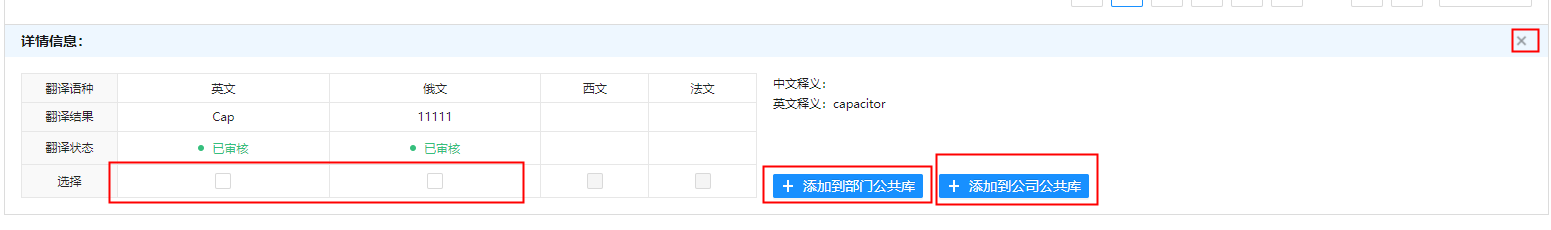 详情信息:
翻译语种 英文 俄文 西文 法文
翻译结果 Cap 11111
翻译状态 已审核 已审核
选择
中文释义:
英文释义: capacitor
+ 添加到部门公共库 + 添加到公司公共库